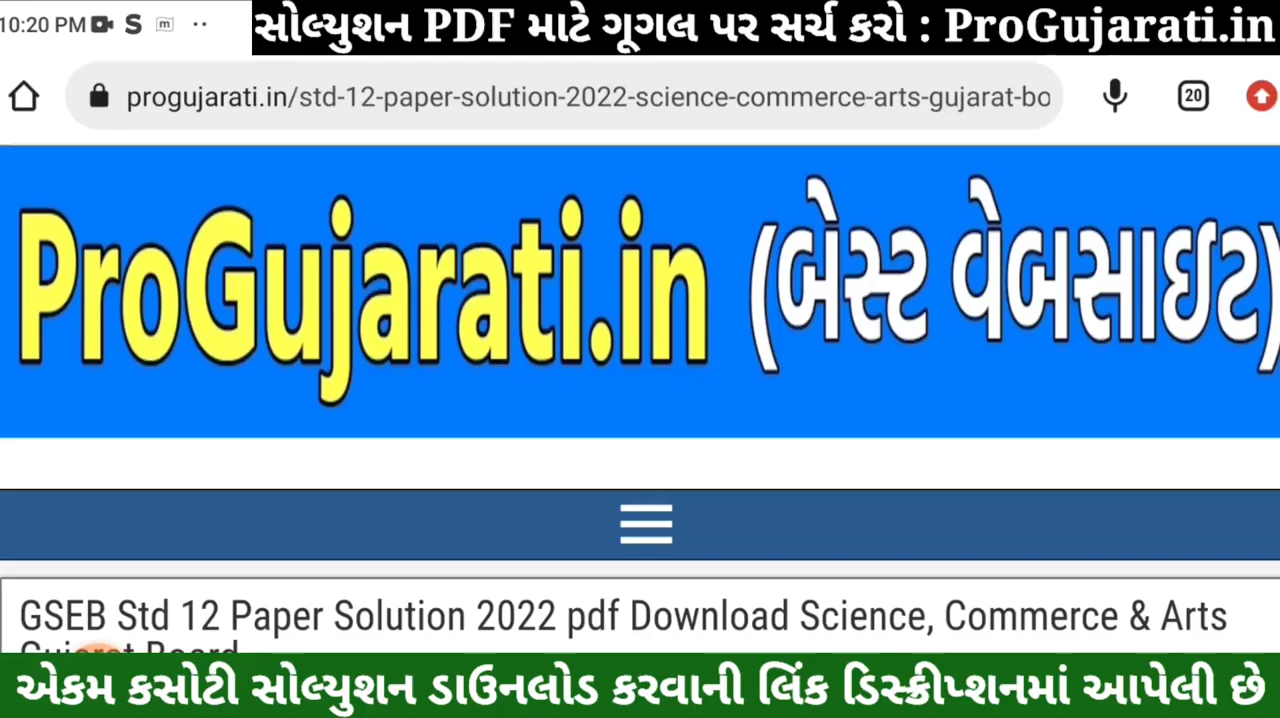 10:20 PM
સોલ્યુશન PDF માટે ગૂગલ પર સર્ચ કરો : ProGujarati.in
progujarati.in/std-12-paper-solution-2022-science-commerce-arts-gujarat-bo
20
ProGujarati.in (બેસ્ટ વેબસાઇટ)
GSEB Std 12 Paper Solution 2022 pdf Download Science, Commerce & Arts
Gujarat Board
એકમ કસોટી સોલ્યુશન ડાઉનલોડ કરવાની લિંક ડિસ્ક્રીપ્શનમાં આપેલી છે